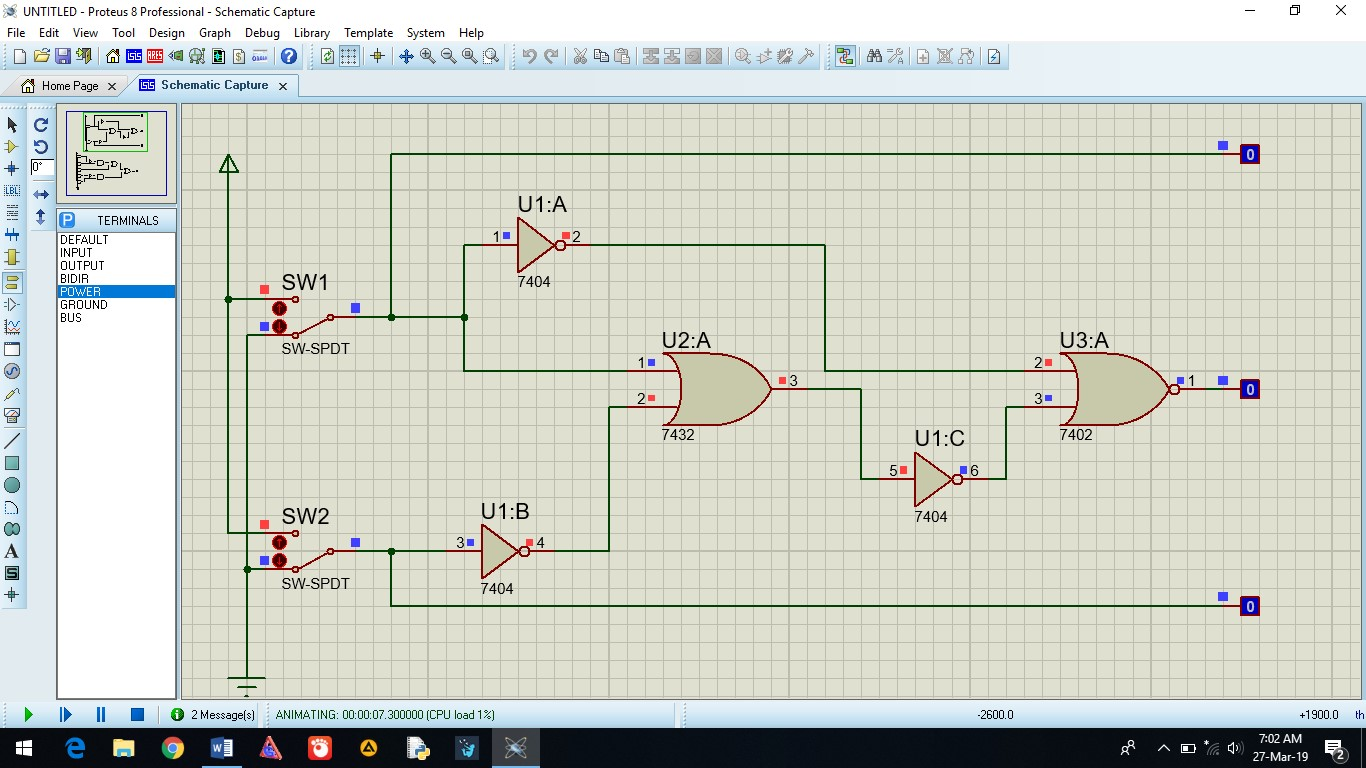 UNTITLED - Proteus 8 Professional - Schematic Capture
File Edit View Tool Design Graph Debug Library Template System Help
Home Page
Schematic Capture
0°
LBL
P TERMINALS
DEFAULT
INPUT
OUTPUT
BIDIR
POWER
GROUND
BUS
A
S
0
U1:A
1 2
7404
SW1
SW-SPDT
U2:A
1
2
3
7432
U3:A
2
3
1
7402
0
U1:C
5 6
7404
SW2
SW-SPDT
U1:B
3 4
7404
0
2 Message(s)
ANIMATING: 00:00:07.300000 (CPU load 1%)
-2600.0
+1900.0 th
7:02 AM
27-Mar-19
2